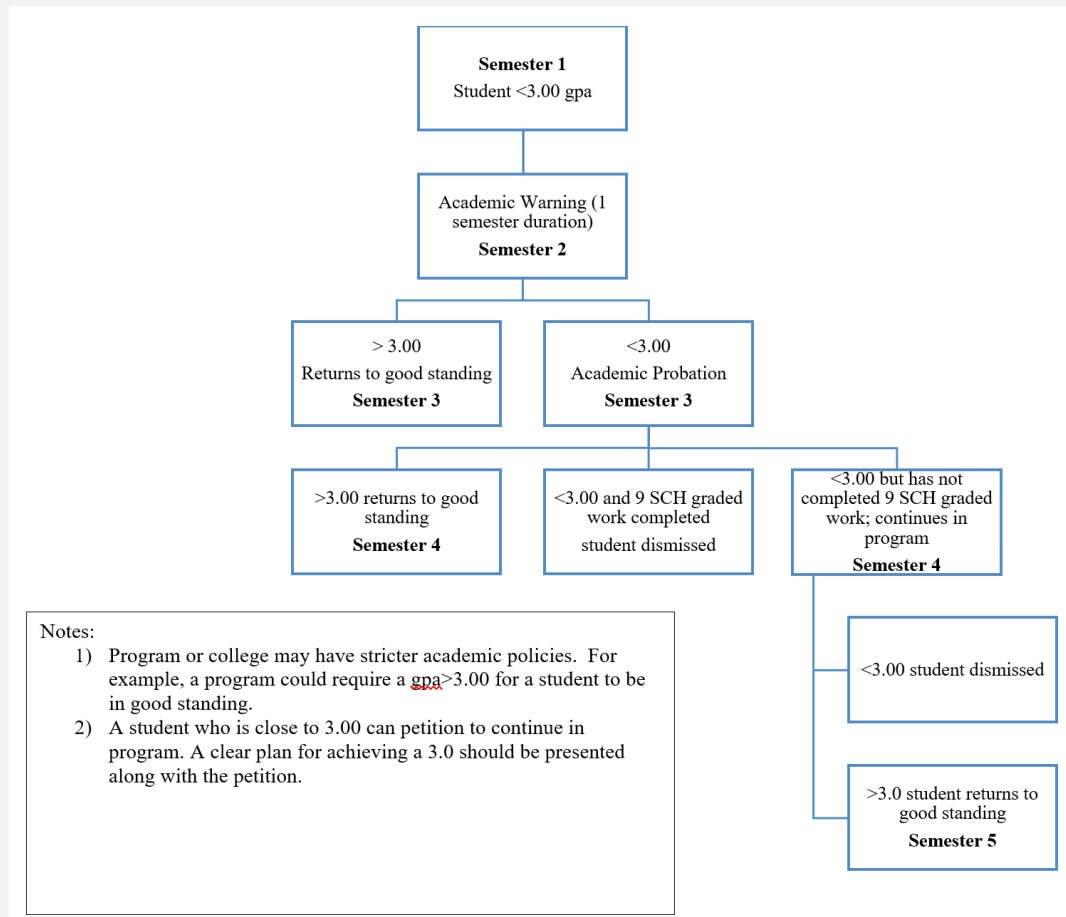 Semester 1
Student <3.00 gpa
Academic Warning (1
semester duration)
Semester 2
> 3.00
Returns to good standing
Semester 3
<3.00
Academic Probation
Semester 3
>3.00 returns to good
standing
Semester 4
<3.00 and 9 SCH graded
work completed
student dismissed
<3.00 but has not
completed 9 SCH graded
work; continues in
program
Semester 4
<3.00 student dismissed
>3.0 student returns to
good standing
Semester 5
Notes:
1) Program or college may have stricter academic policies.  For
example, a program could require a gpa>3.00 for a student to be
in good standing.
2) A student who is close to 3.00 can petition to continue in
program. A clear plan for achieving a 3.0 should be presented
along with the petition.